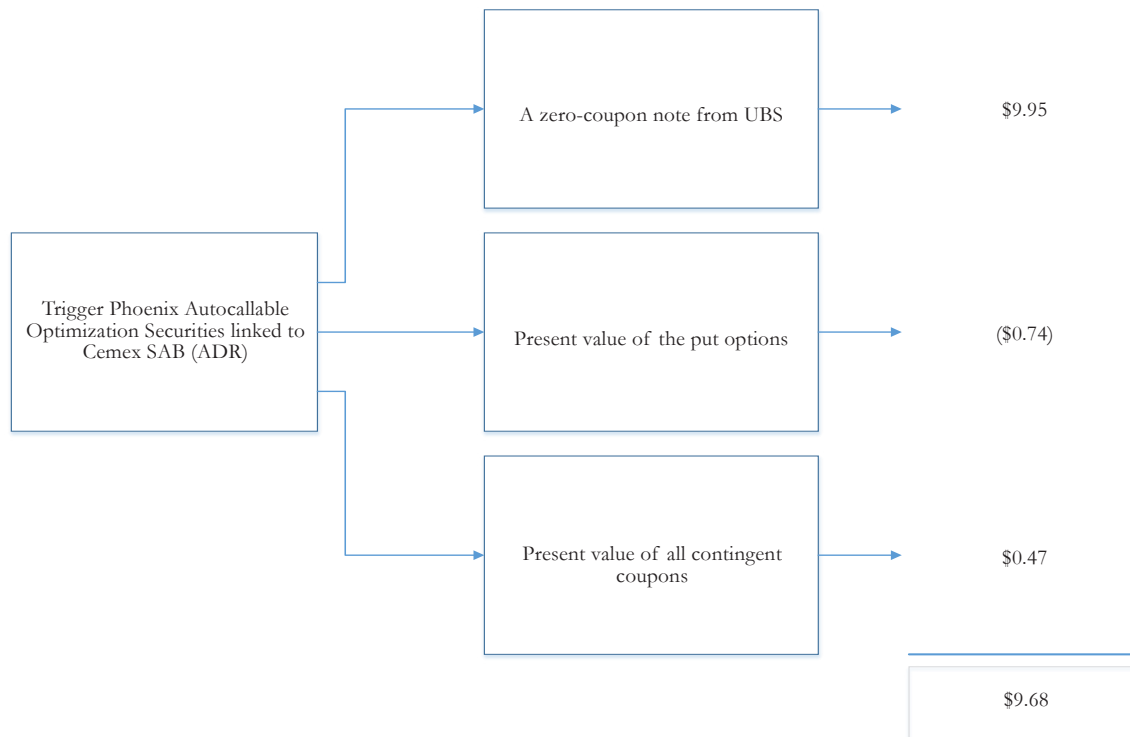 A zero-coupon note from UBS
$9.95
Trigger Phoenix Autocallable
Optimization Securities linked to
Cemex SAB (ADR)
Present value of the put options
($0.74)
Present value of all contingent
coupons
$0.47
$9.68